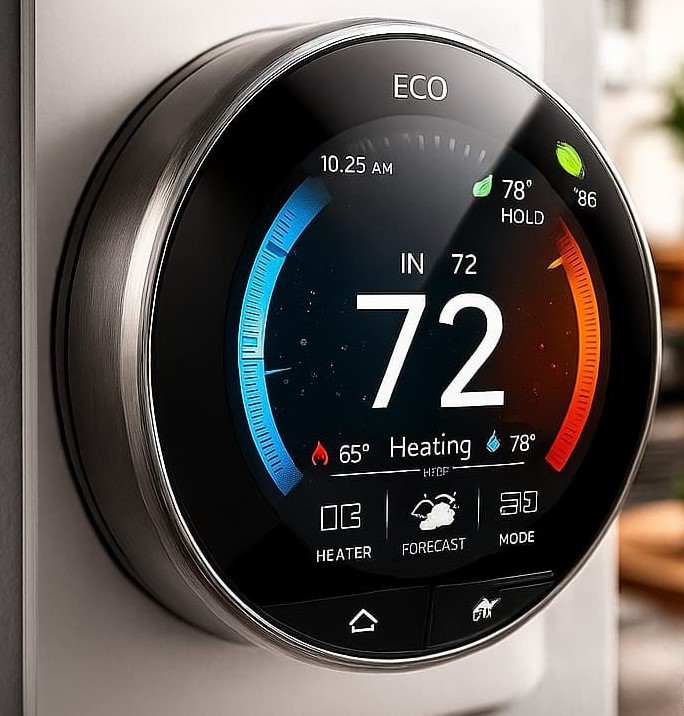 ECO
10.25 AM
78°
HOLD
"86
IN 72
72
65° Heating 78°
HEATER
FORECAST
MODE